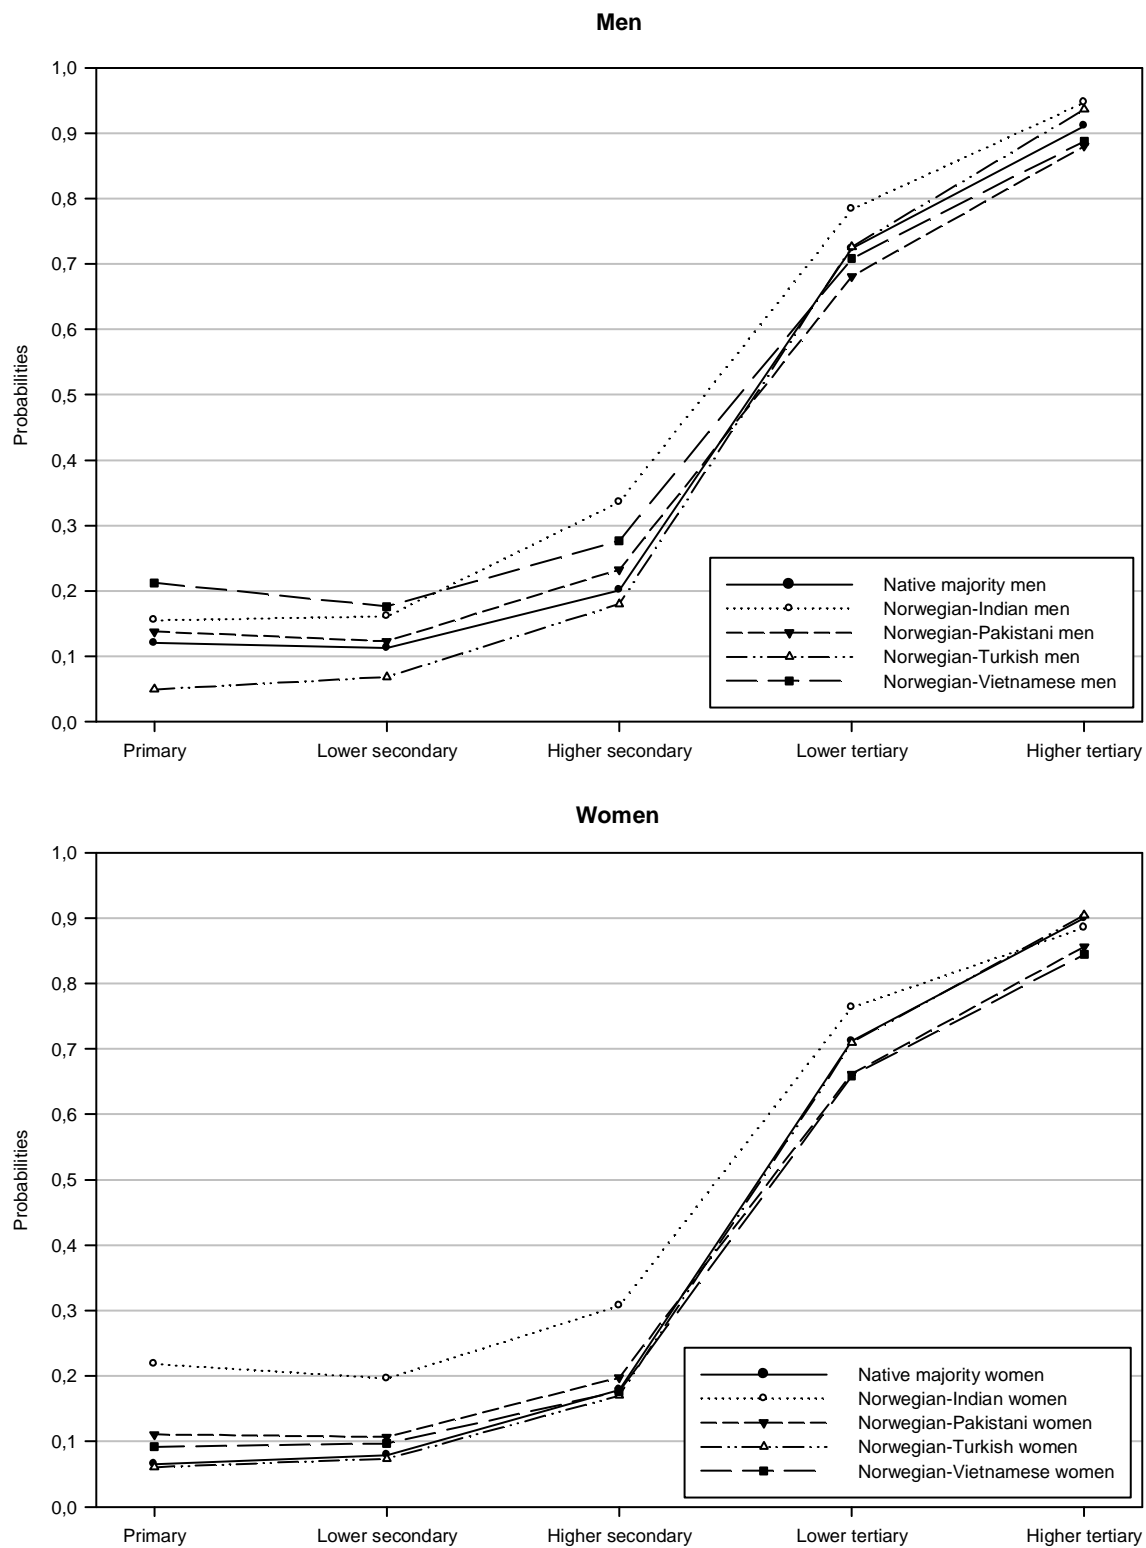 Men
1,0
0,9
0,8
0,7
0,6
0,5
0,4
0,3
0,2
0,1
0,0
Probabilities
Native majority men
Norwegian-Indian men
Norwegian-Pakistani men
Norwegian-Turkish men
Norwegian-Vietnamese men
Primary Lower secondary Higher secondary Lower tertiary Higher tertiary
Women
1,0
0,9
0,8
0,7
0,6
0,5
0,4
0,3
0,2
0,1
0,0
Probabilities
Native majority women
Norwegian-Indian women
Norwegian-Pakistani women
Norwegian-Turkish women
Norwegian-Vietnamese women
Primary Lower secondary Higher secondary Lower tertiary Higher tertiary